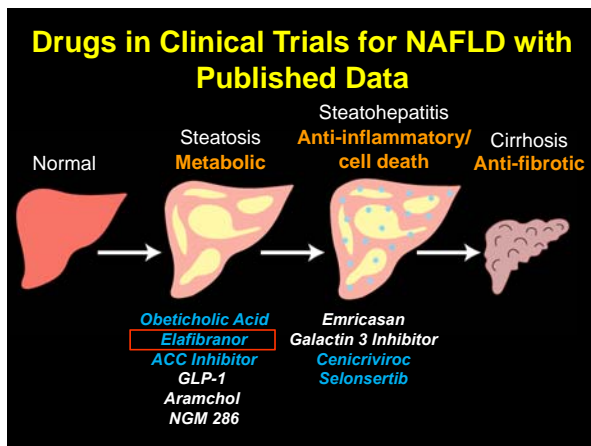 Drugs in Clinical Trials for NAFLD with
Published Data
Normal
Steatosis
Metabolic
Steatohepatitis
Anti-inflammatory/
cell death
Cirrhosis
Anti-fibrotic
Obeticholic Acid
Elafibranor
ACC Inhibitor
GLP-1
Aramchol
NGM 286
Emricasan
Galactin 3 Inhibitor
Cenicriviroc
Selonsertib